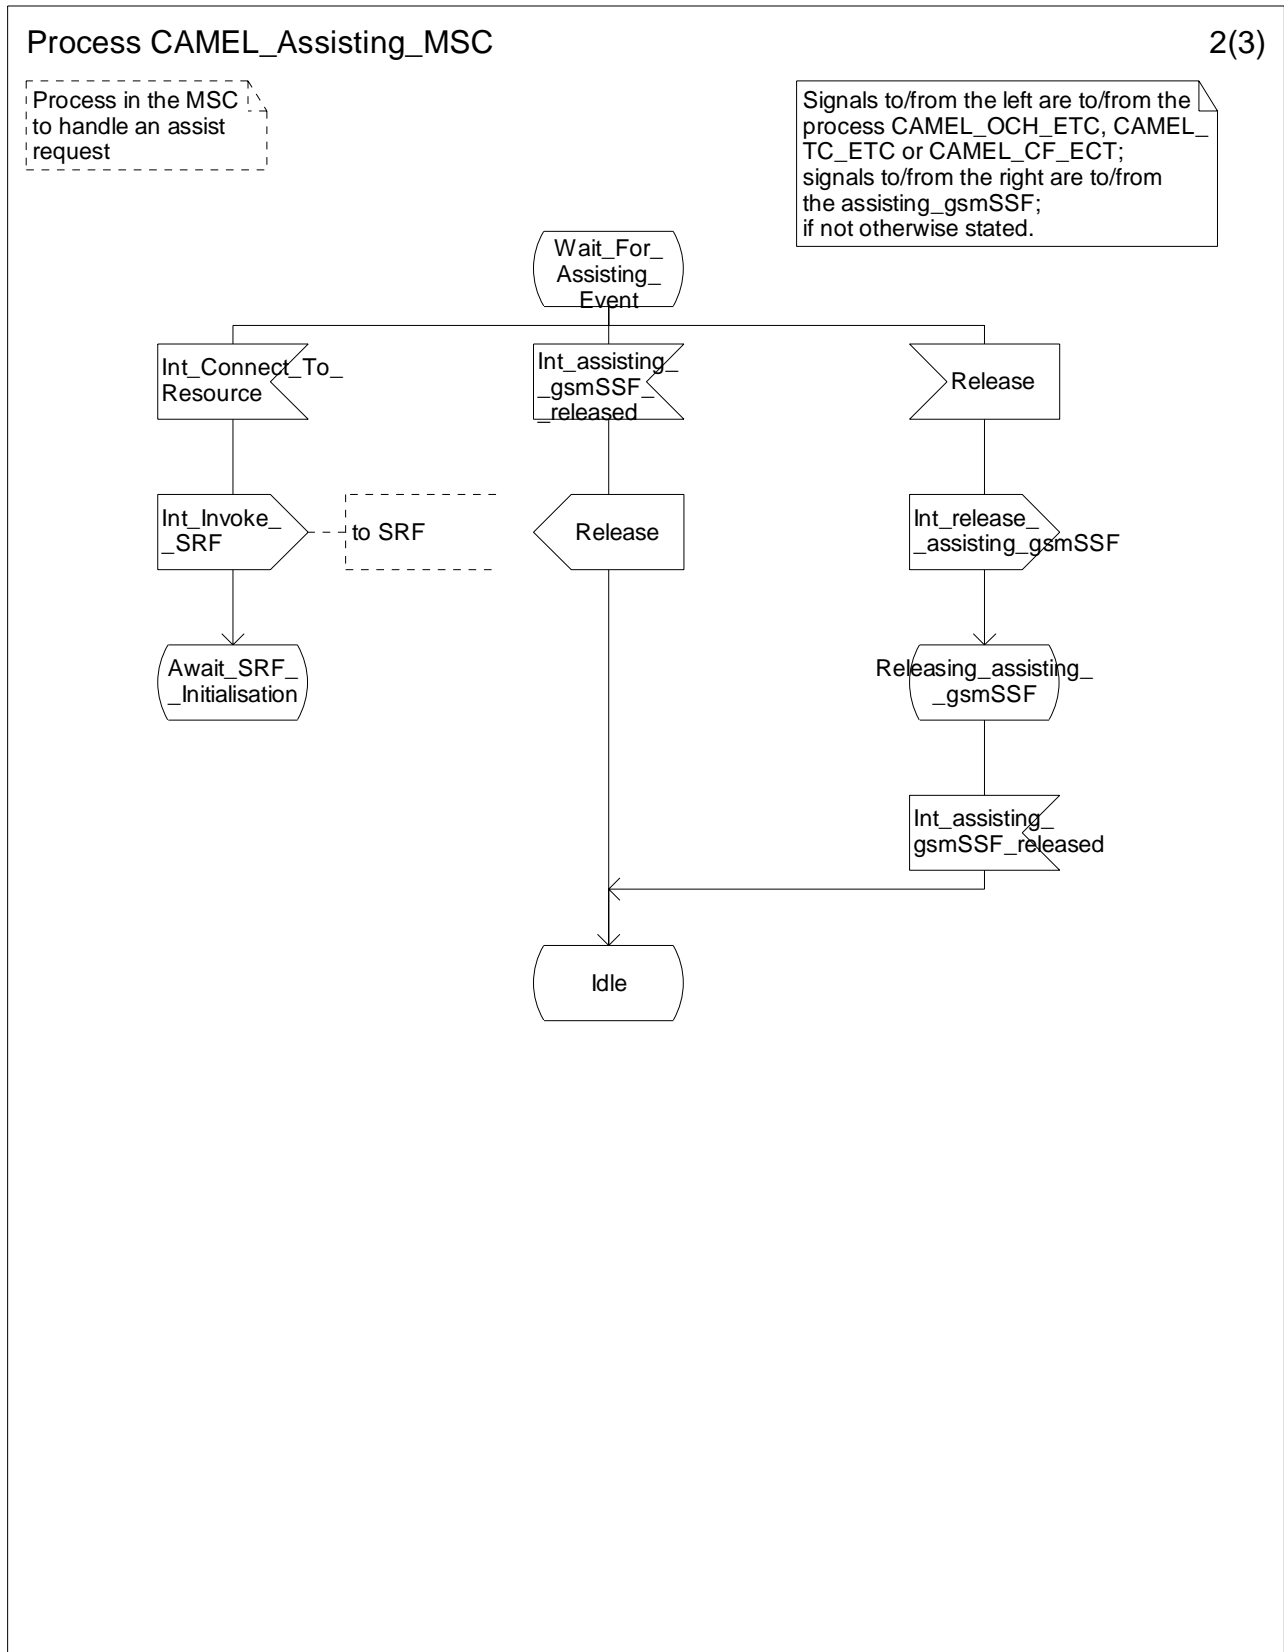 Process CAMEL_Assisting_MSC
2(3)
Process in the MSC
to handle an assist
request
Signals to/from the left are to/from the
process CAMEL_OCH_ETC, CAMEL_
TC_ETC or CAMEL_CF_ECT;
signals to/from the right are to/from
the assisting_gsmSSF;
if not otherwise stated.
Wait_For_
Assisting_
Event
Int_Connect_To_
Resource
Int_assisting_
_gsmSSF_
_released
Release
Int_Invoke_
_SRF
to SRF
Release
Int_release_
_assisting_gsmSSF
Await_SRF_
_Initialisation
Releasing_assisting_
_gsmSSF
Int_assisting_
gsmSSF_released
Idle